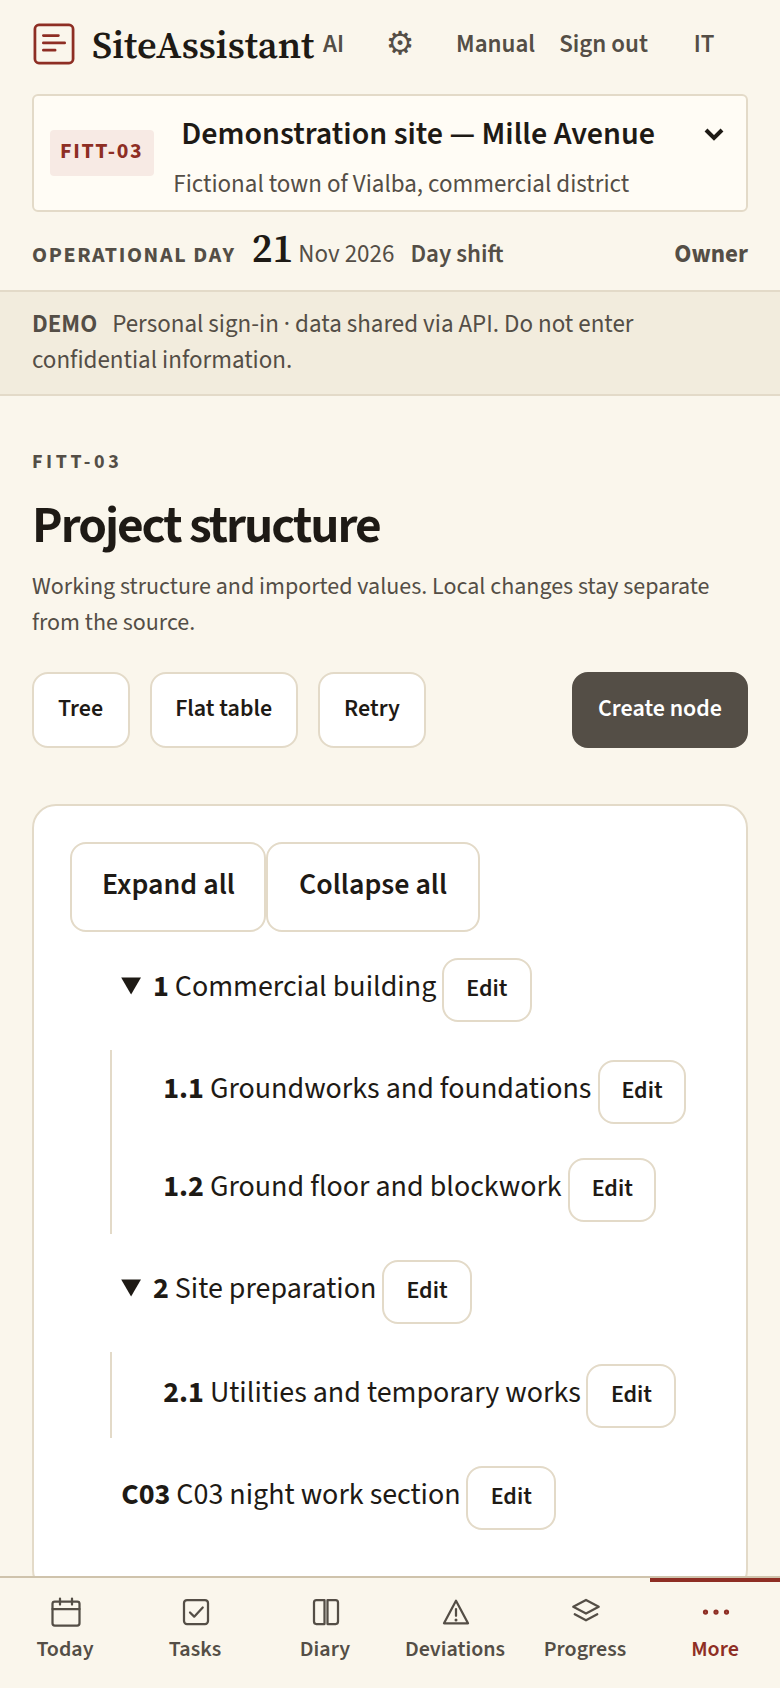 SiteAssistant AI ⚙ Manual Sign out IT
FITT-03 Demonstration site — Mille Avenue
Fictional town of Vialba, commercial district
OPERATIONAL DAY 21 Nov 2026 Day shift Owner
DEMO Personal sign-in · data shared via API. Do not enter
confidential information.
FITT-03
Project structure
Working structure and imported values. Local changes stay separate
from the source.
Tree Flat table Retry Create node
Expand all Collapse all
▼ 1 Commercial building Edit
1.1 Groundworks and foundations Edit
1.2 Ground floor and blockwork Edit
▼ 2 Site preparation Edit
2.1 Utilities and temporary works Edit
C03 C03 night work section Edit
Today Tasks Diary Deviations Progress More